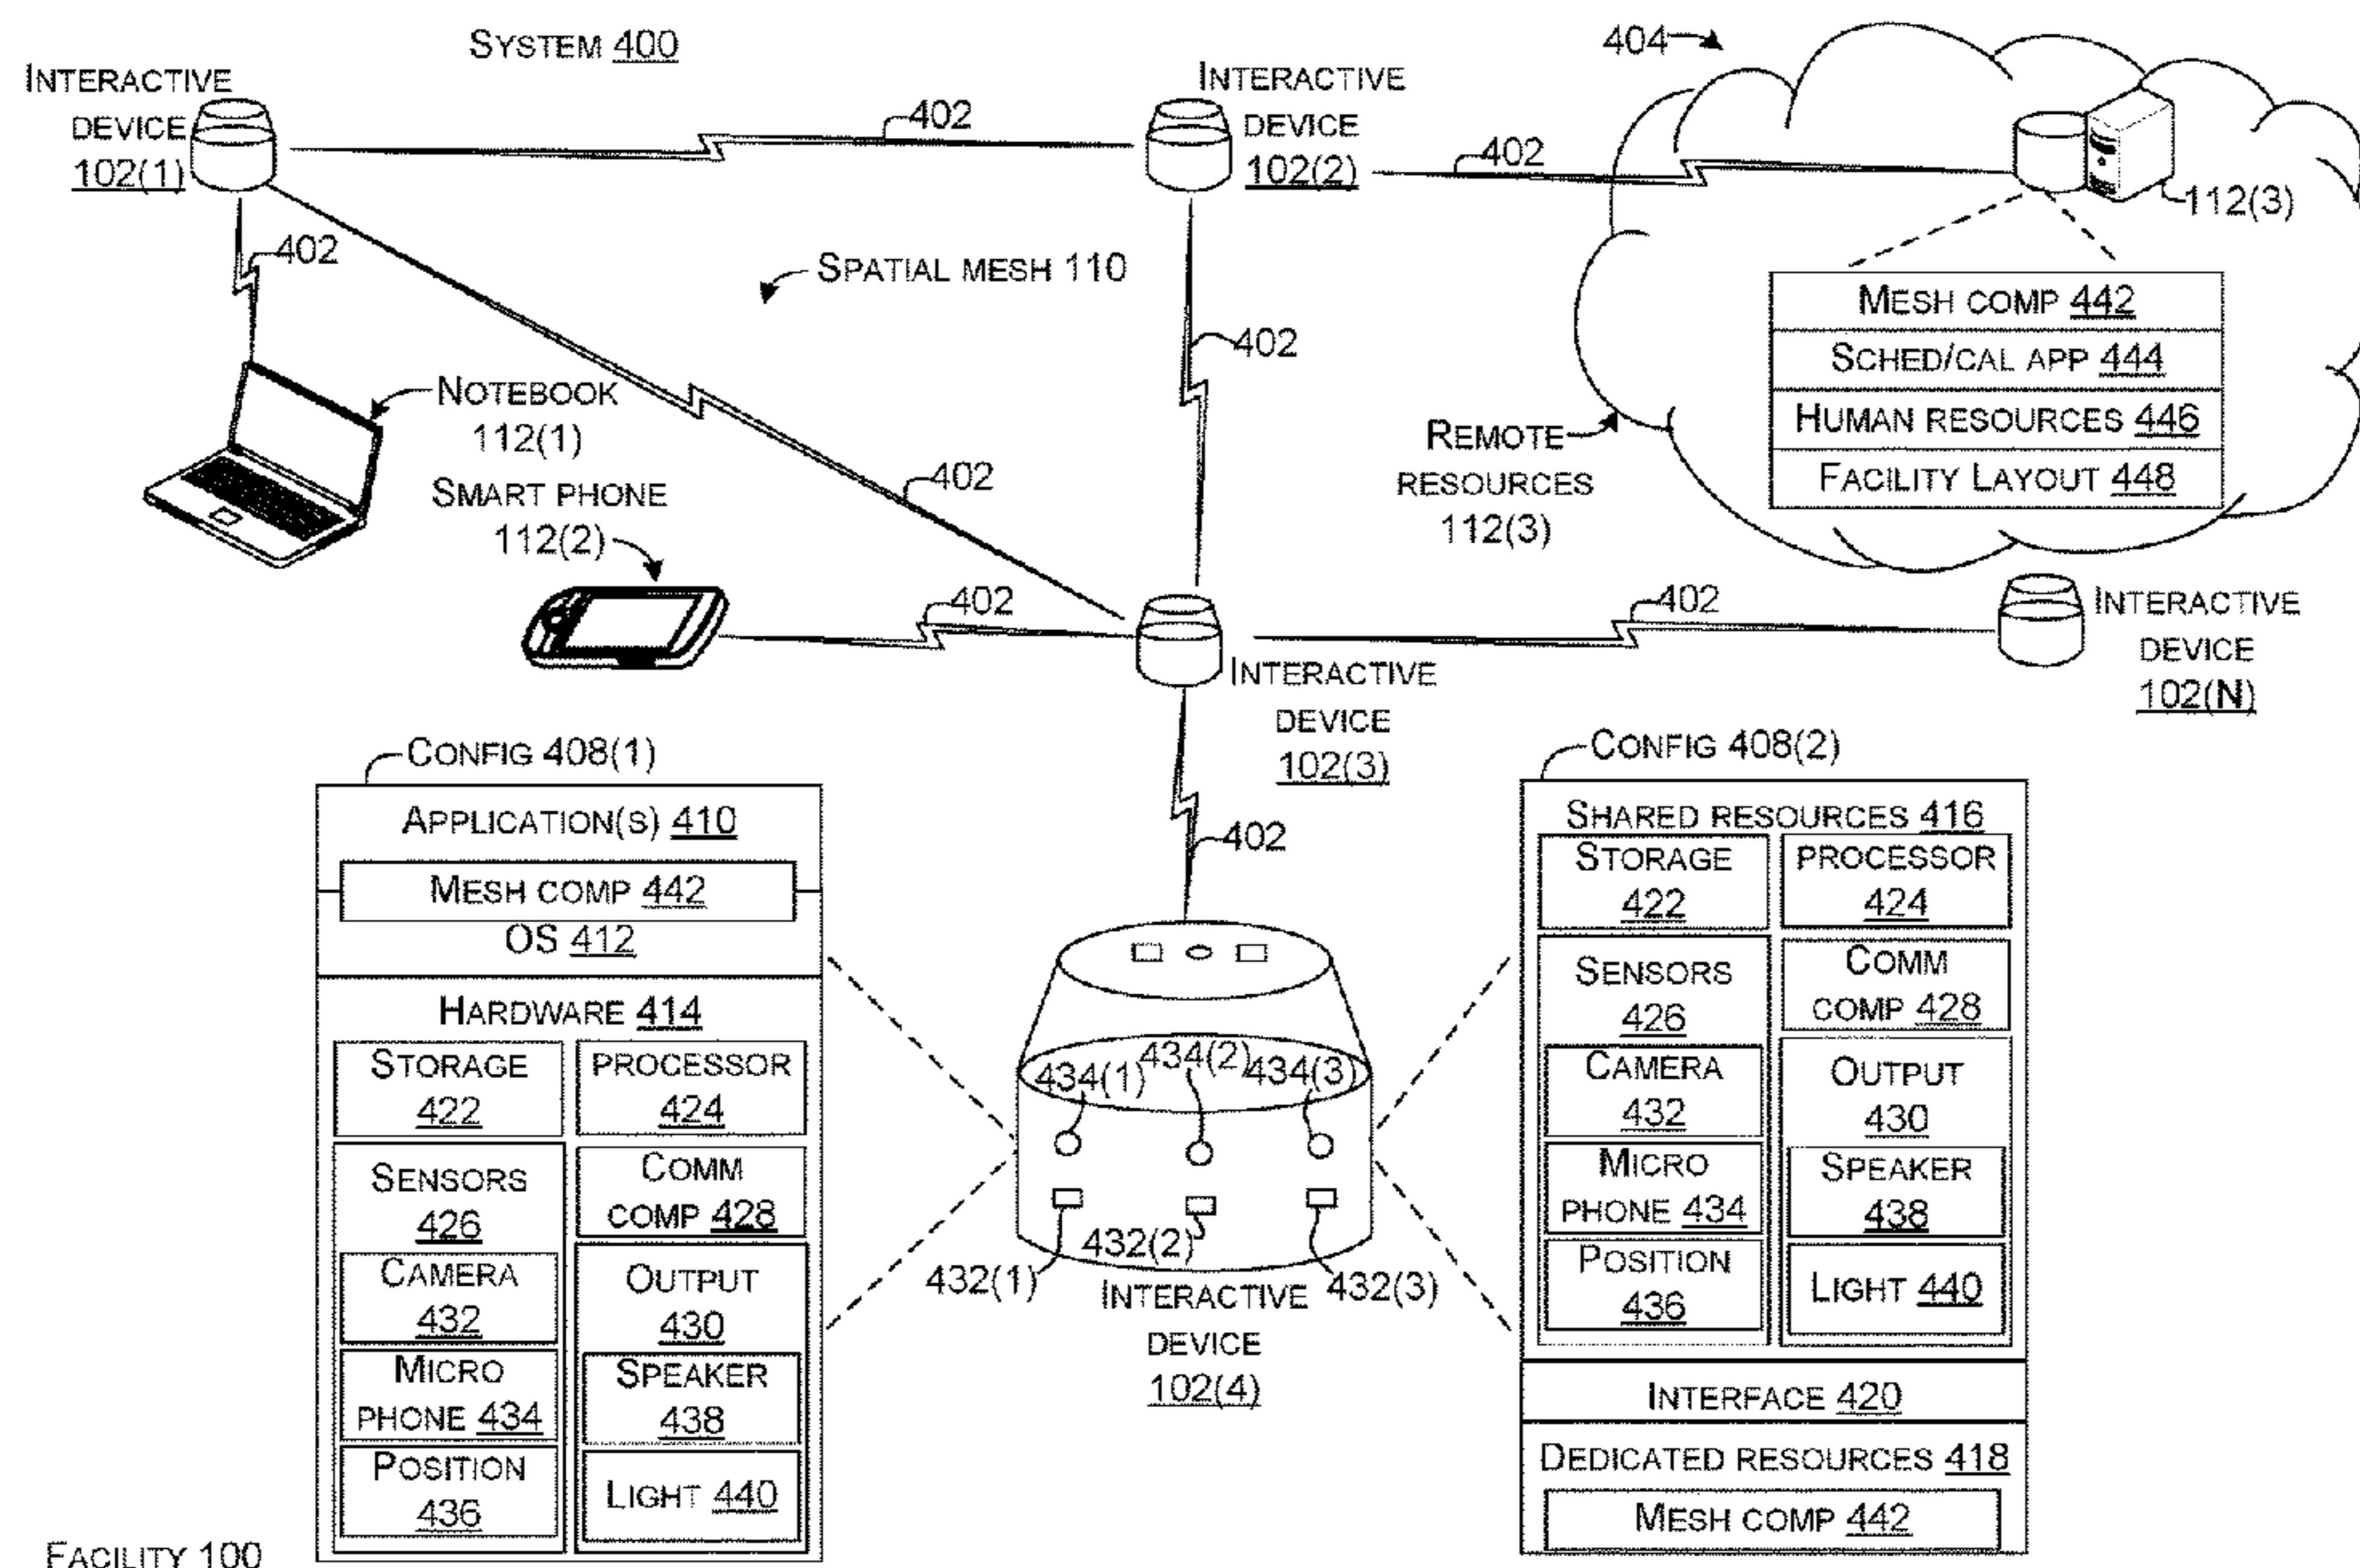 SYSTEM 400
INTERACTIVE
DEVICE
102(1)
402
INTERACTIVE
DEVICE
102(2)
402
404
112(3)
402
SPATIAL MESH 110
402
NOTEBOOK
112(1)
SMART PHONE
112(2)
402
402
REMOTE
RESOURCES
112(3)
MESH COMP 442
SCHED/CAL APP 444
HUMAN RESOURCES 446
FACILITY LAYOUT 448
402
INTERACTIVE
DEVICE
102(3)
402
INTERACTIVE
DEVICE
102(N)
CONFIG 408(1)
APPLICATION(S) 410
MESH COMP 442
OS 412
HARDWARE 414
STORAGE
422
PROCESSOR
424
SENSORS
426
COMM
COMP 428
CAMERA
432
OUTPUT
430
MICRO
PHONE 434
SPEAKER
438
POSITION
436
LIGHT 440
402
434(1)
434(2)
434(3)
432(1)
432(2)
432(3)
INTERACTIVE
DEVICE
102(4)
CONFIG 408(2)
SHARED RESOURCES 416
STORAGE
422
PROCESSOR
424
SENSORS
426
COMM
COMP 428
CAMERA
432
OUTPUT
430
MICRO
PHONE 434
SPEAKER
438
POSITION
436
LIGHT 440
INTERFACE 420
DEDICATED RESOURCES 418
MESH COMP 442
FACILITY 100